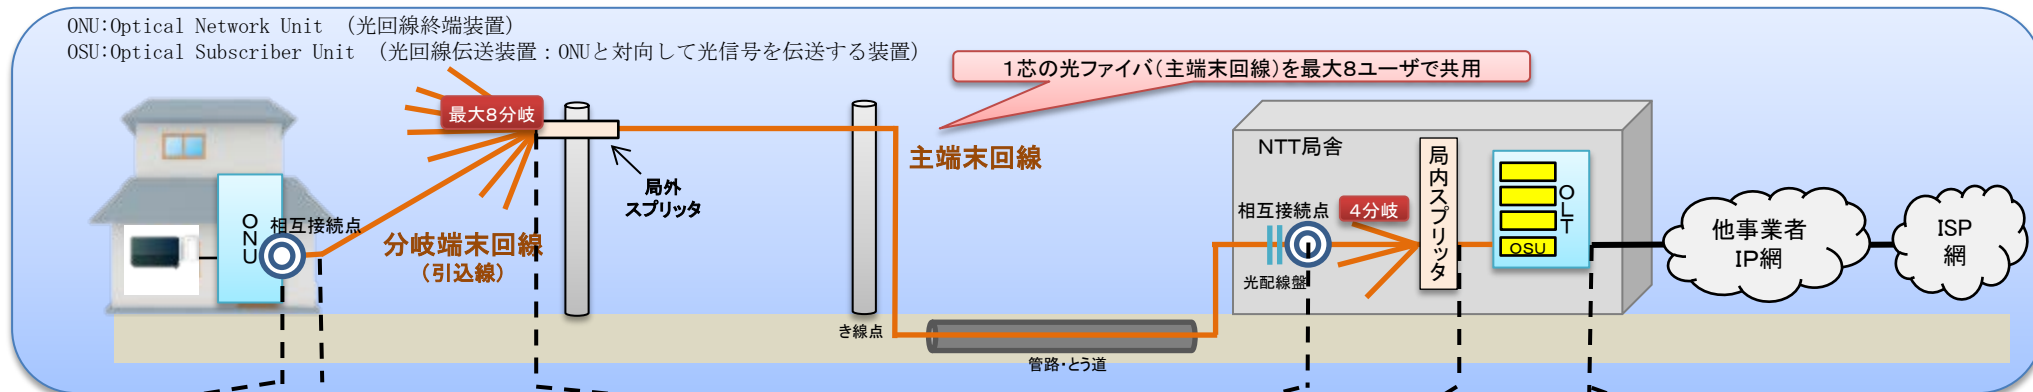 ONU:Optical Network Unit （光回線終端装置）
OSU:Optical Subscriber Unit （光回線伝送装置：ONUと対向して光信号を伝送する装置）
1芯の光ファイバ（主端末回線）を最大8ユーザで共用
最大8分岐
主端末回線
局外
スプリッタ
NTT局舎
局内スプリッタ
OLT
OSU
相互接続点
4分岐
光配線盤
ONU
相互接続点
分岐端末回線
（引込線）
き線点
管路・とう道
他事業者
IP網
ISP
網